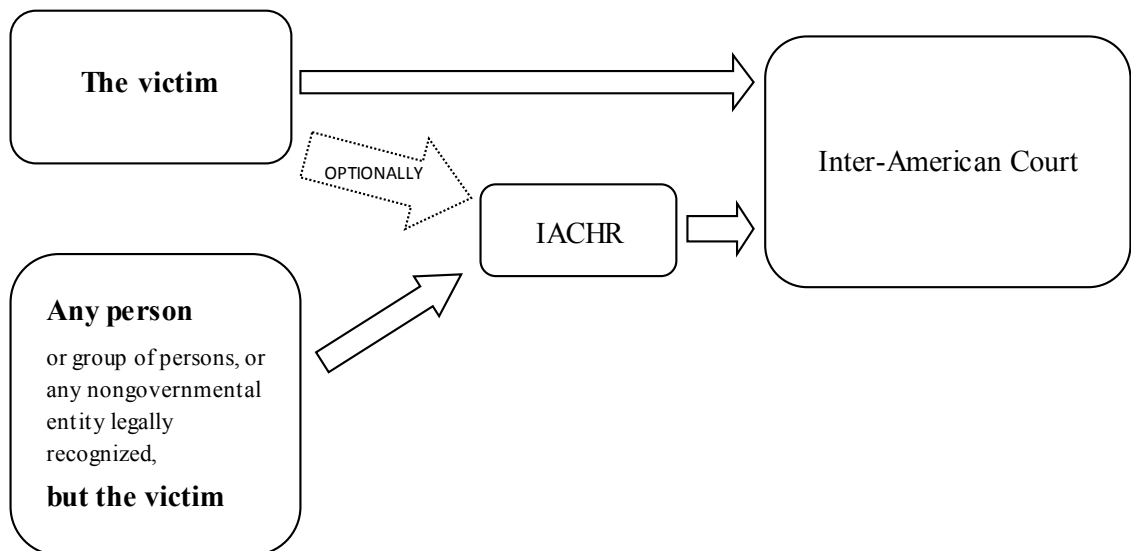 The victim
Inter-American Court
OPTIONALLY
IACHR
Any person
or group of persons, or
any nongovernmental
entity legally
recognized,
but the victim